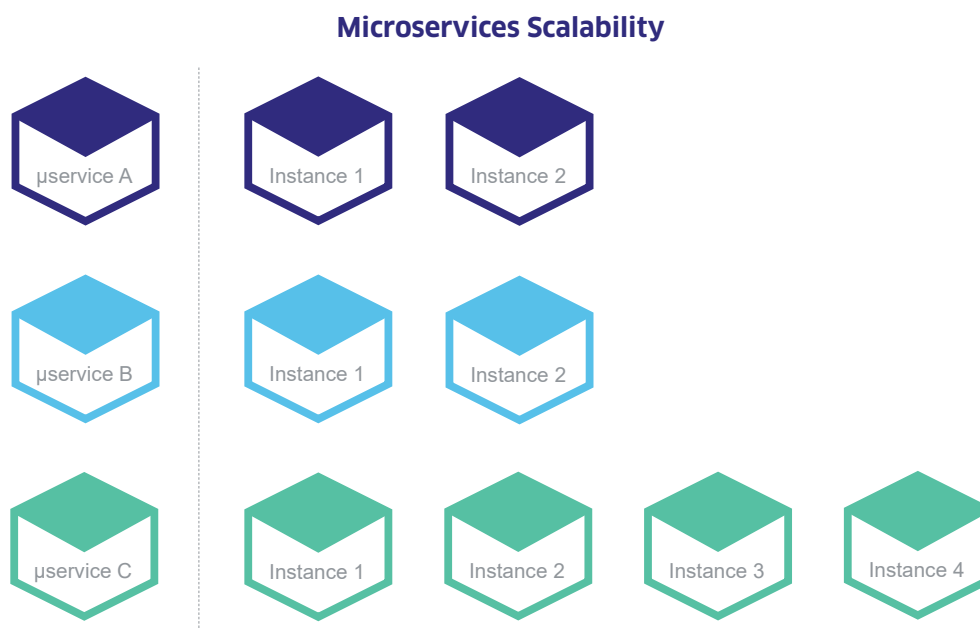 Microservices Scalability
µservice A
Instance 1
Instance 2
µservice B
Instance 1
Instance 2
µservice C
Instance 1
Instance 2
Instance 3
Instance 4